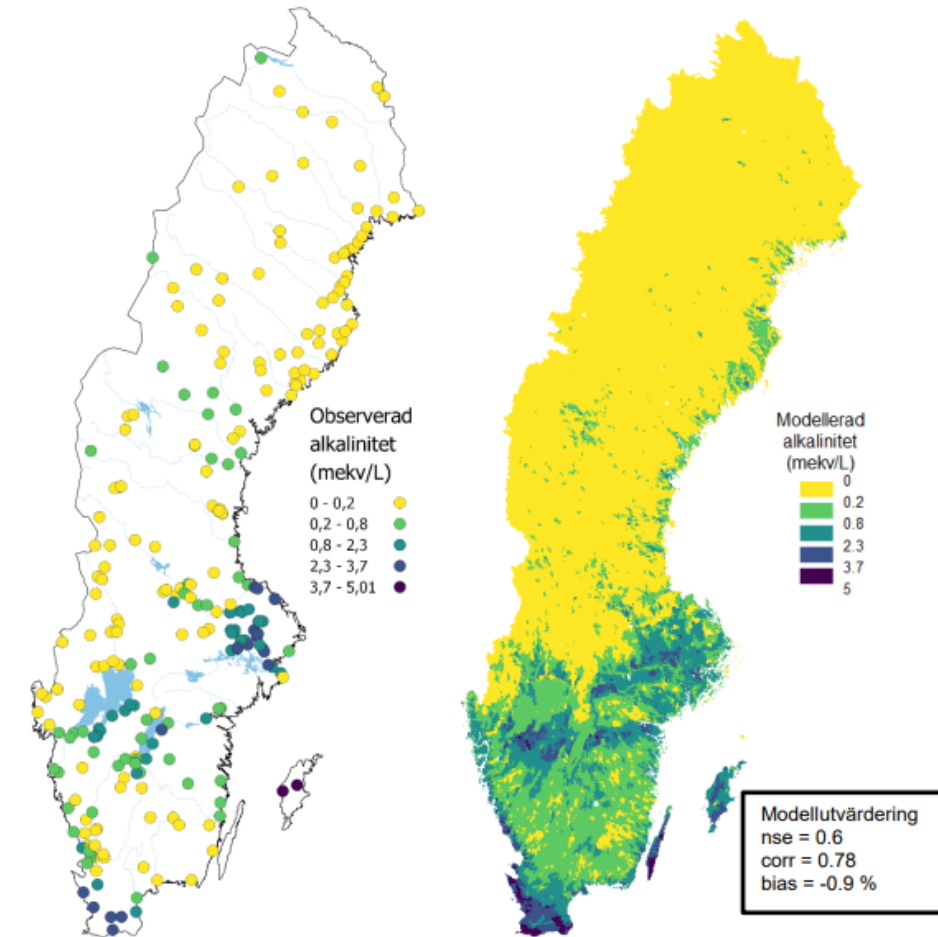 Observerad
alkalinitet
(mekv/L)
0 - 0,2
0,2 - 0,8
0,8 - 2,3
2,3 - 3,7
3,7 - 5,01
Modellerad
alkalinitet
(mekv/L)
0
0.2
0.8
2.3
3.7
5
Modellutvärdering
nse = 0.6
corr = 0.78
bias = -0.9 %